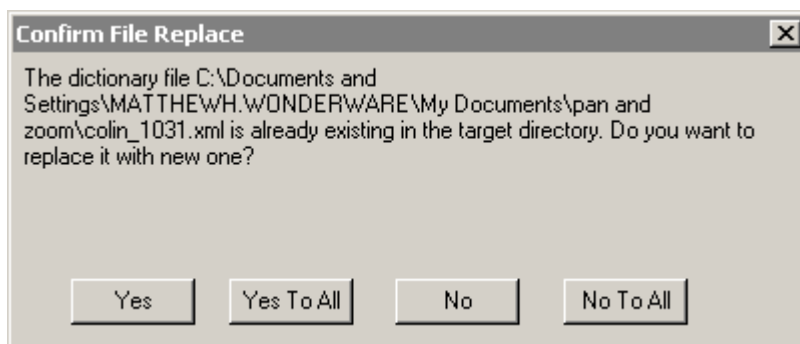 Confirm File Replace
The dictionary file C:\Documents and
Settings\MATTHEWH.WONDERWARE\My Documents\pan and
zoom\colin_1031.xml is already existing in the target directory. Do you want to
replace it with new one?
Yes
Yes To All
No
No To All